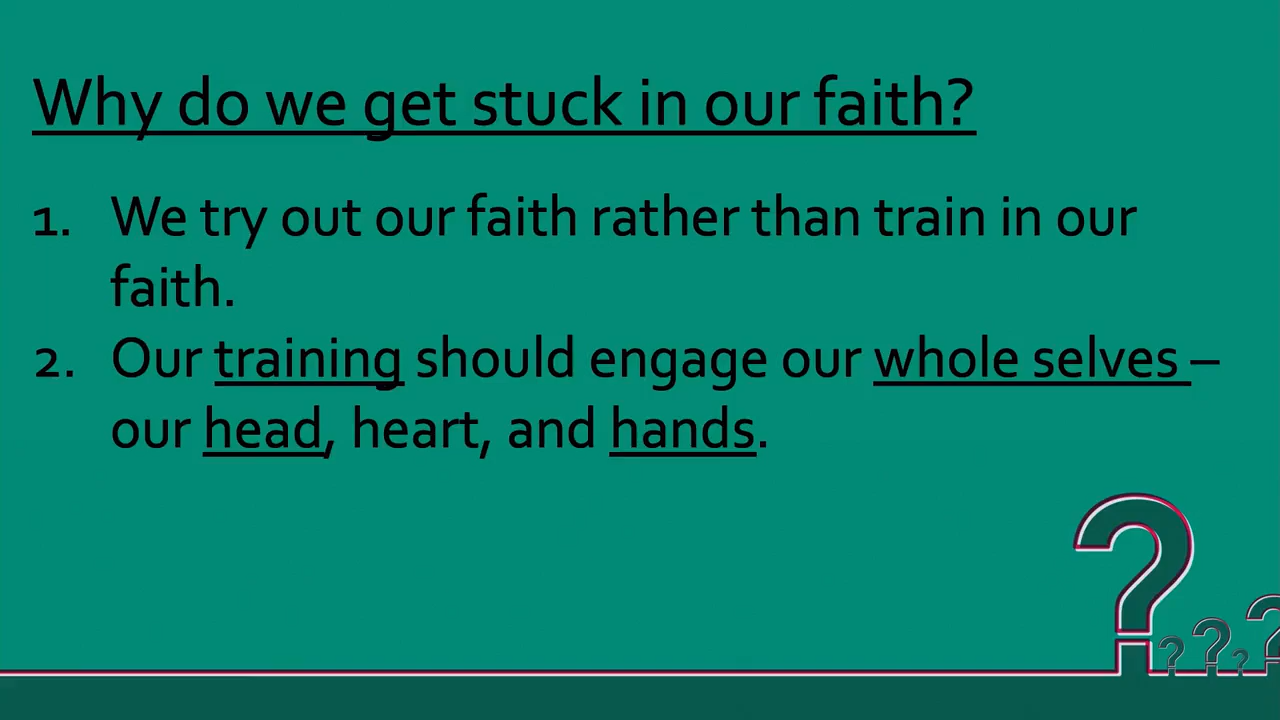 Why do we get stuck in our faith?
1. We try out our faith rather than train in our
faith.
2. Our training should engage our whole selves –
our head, heart, and hands.